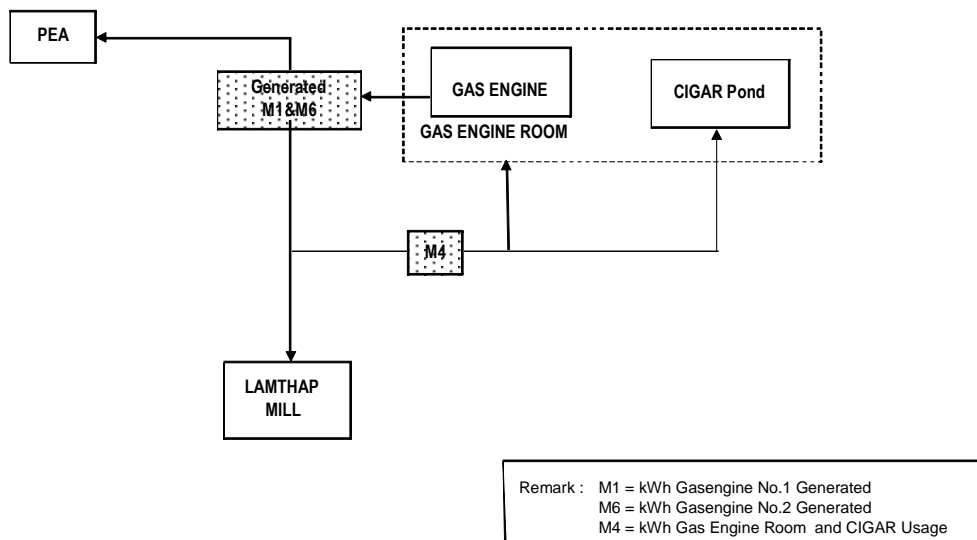 PEA
Generated
M1&M6
GAS ENGINE
GAS ENGINE ROOM
CIGAR Pond
M4
LAMTHAP
MILL
Remark : M1 = kWh Gasengine No.1 Generated
M6 = kWh Gasengine No.2 Generated
M4 = kWh Gas Engine Room and CIGAR Usage